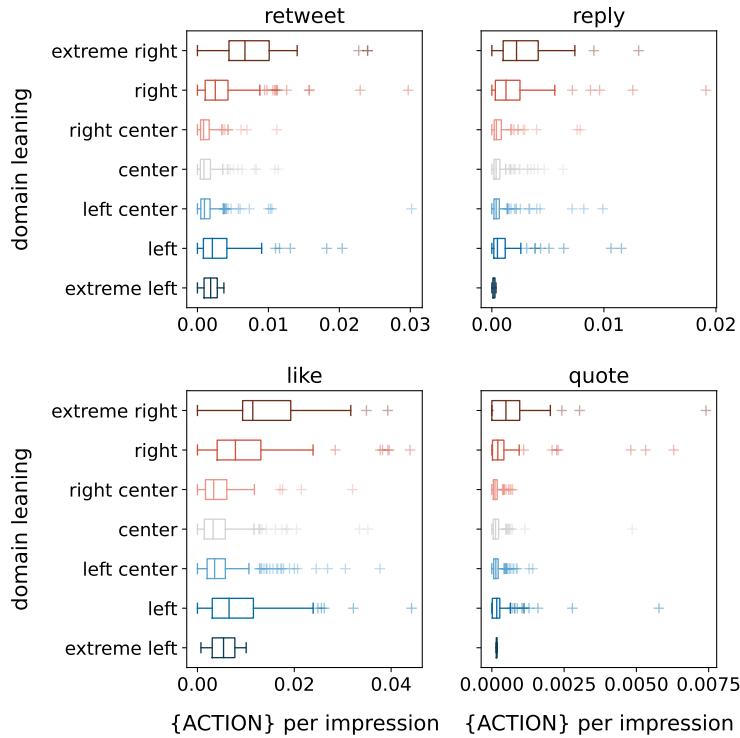 retweet
reply
extreme right
right
right center
center
left center
left
extreme left
domain leaning
0.00 0.01 0.02 0.03
0.00 0.01 0.02
like
quote
extreme right
right
right center
center
left center
left
extreme left
domain leaning
0.00 0.02 0.04
0.0000 0.0025 0.0050 0.0075
{ACTION} per impression
{ACTION} per impression